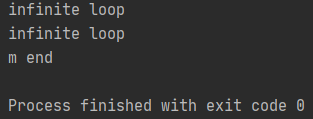 infinite loop
infinite loop
m end
Process finished with exit code 0